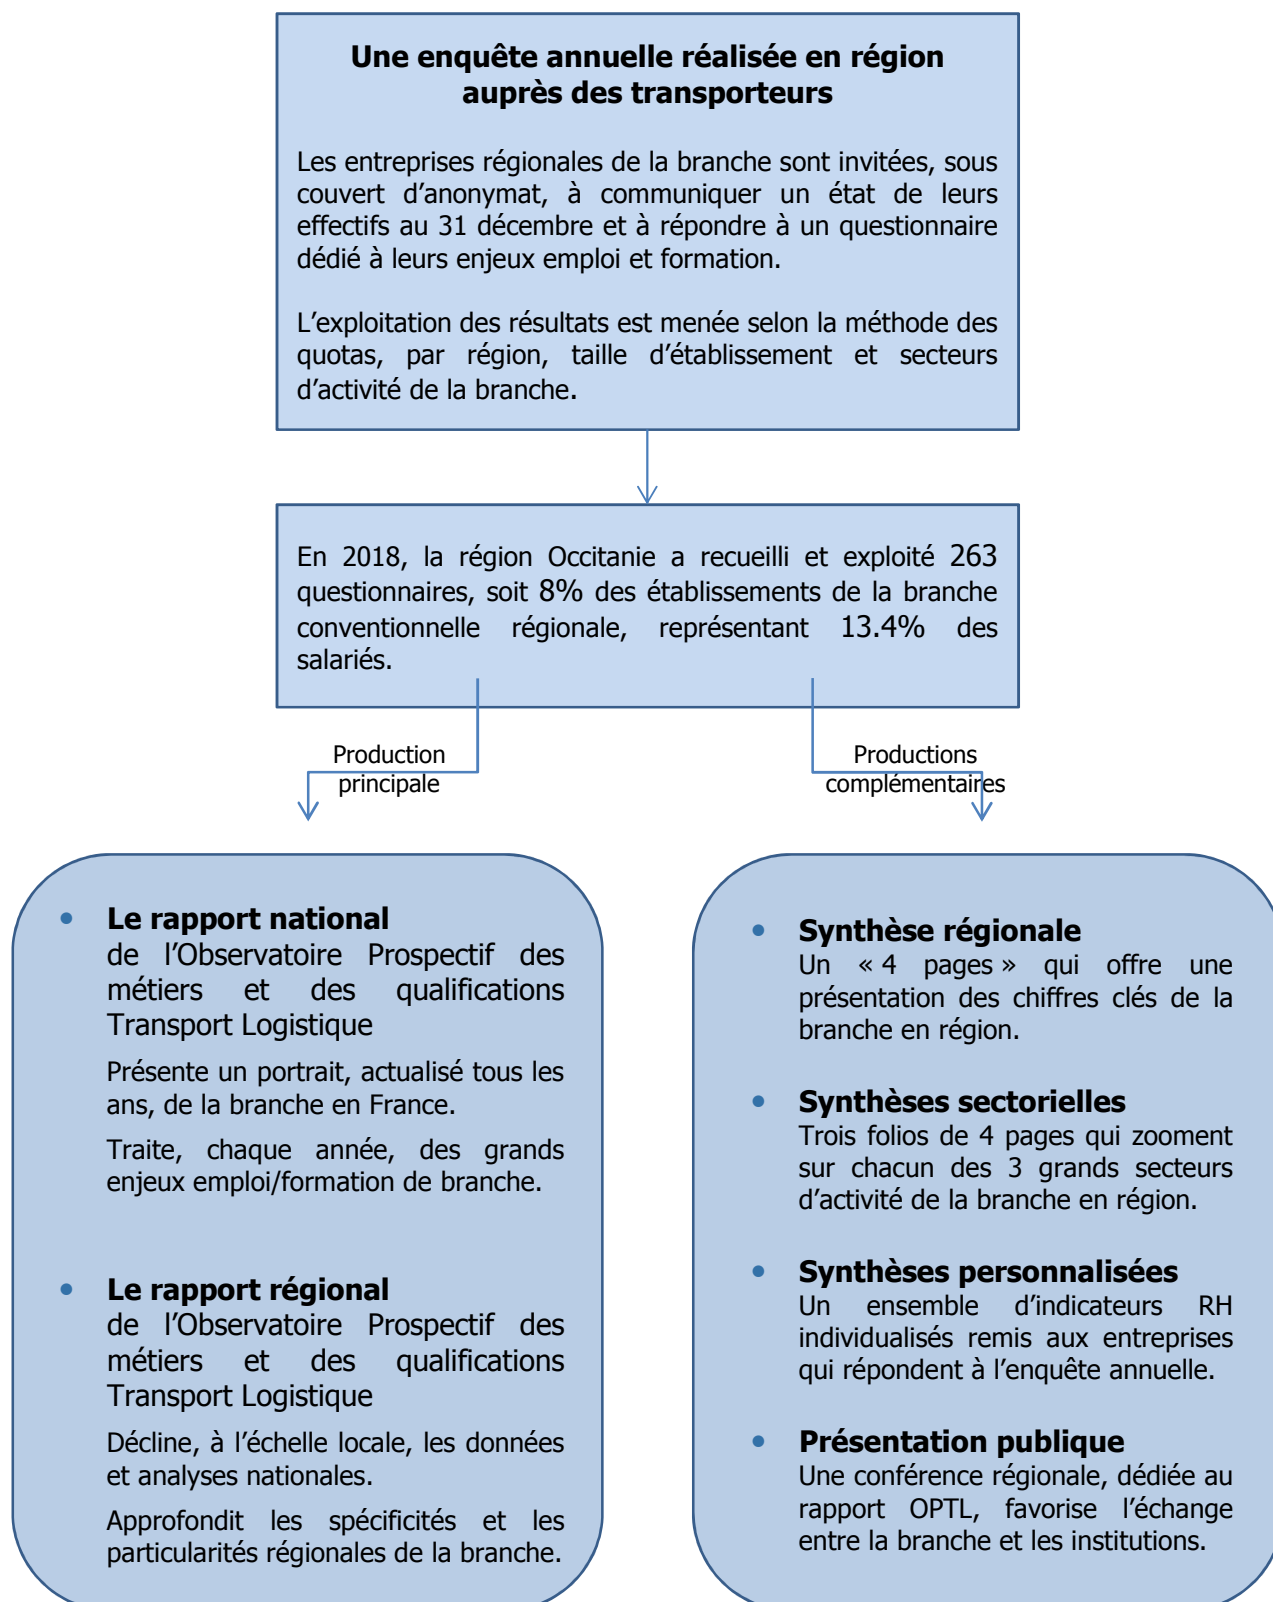 Une enquête annuelle réalisée en région
auprès des transporteurs
Les entreprises régionales de la branche sont invitées, sous
couvert d’anonymat, à communiquer un état de leurs
effectifs au 31 décembre et à répondre à un questionnaire
dédié à leurs enjeux emploi et formation.
L’exploitation des résultats est menée selon la méthode des
quotas, par région, taille d’établissement et secteurs
d’activité de la branche.
En 2018, la région Occitanie a recueilli et exploité 263
questionnaires, soit 8% des établissements de la branche
conventionnelle régionale, représentant 13.4% des
salariés.
Production
principale
Productions
complémentaires
• Le rapport national
de l’Observatoire Prospectif des
métiers et des qualifications
Transport Logistique
Présente un portrait, actualisé tous les
ans, de la branche en France.
Traite, chaque année, des grands
enjeux emploi/formation de branche.
• Le rapport régional
de l’Observatoire Prospectif des
métiers et des qualifications
Transport Logistique
Décline, à l’échelle locale, les données
et analyses nationales.
Approfondit les spécificités et les
particularités régionales de la branche.
• Synthèse régionale
Un « 4 pages » qui offre une
présentation des chiffres clés de la
branche en région.
• Synthèses sectorielles
Trois folios de 4 pages qui zooment
sur chacun des 3 grands secteurs
d’activité de la branche en région.
• Synthèses personnalisées
Un ensemble d’indicateurs RH
individualisés remis aux entreprises
qui répondent à l’enquête annuelle.
• Présentation publique
Une conférence régionale, dédiée au
rapport OPTL, favorise l’échange
entre la branche et les institutions.